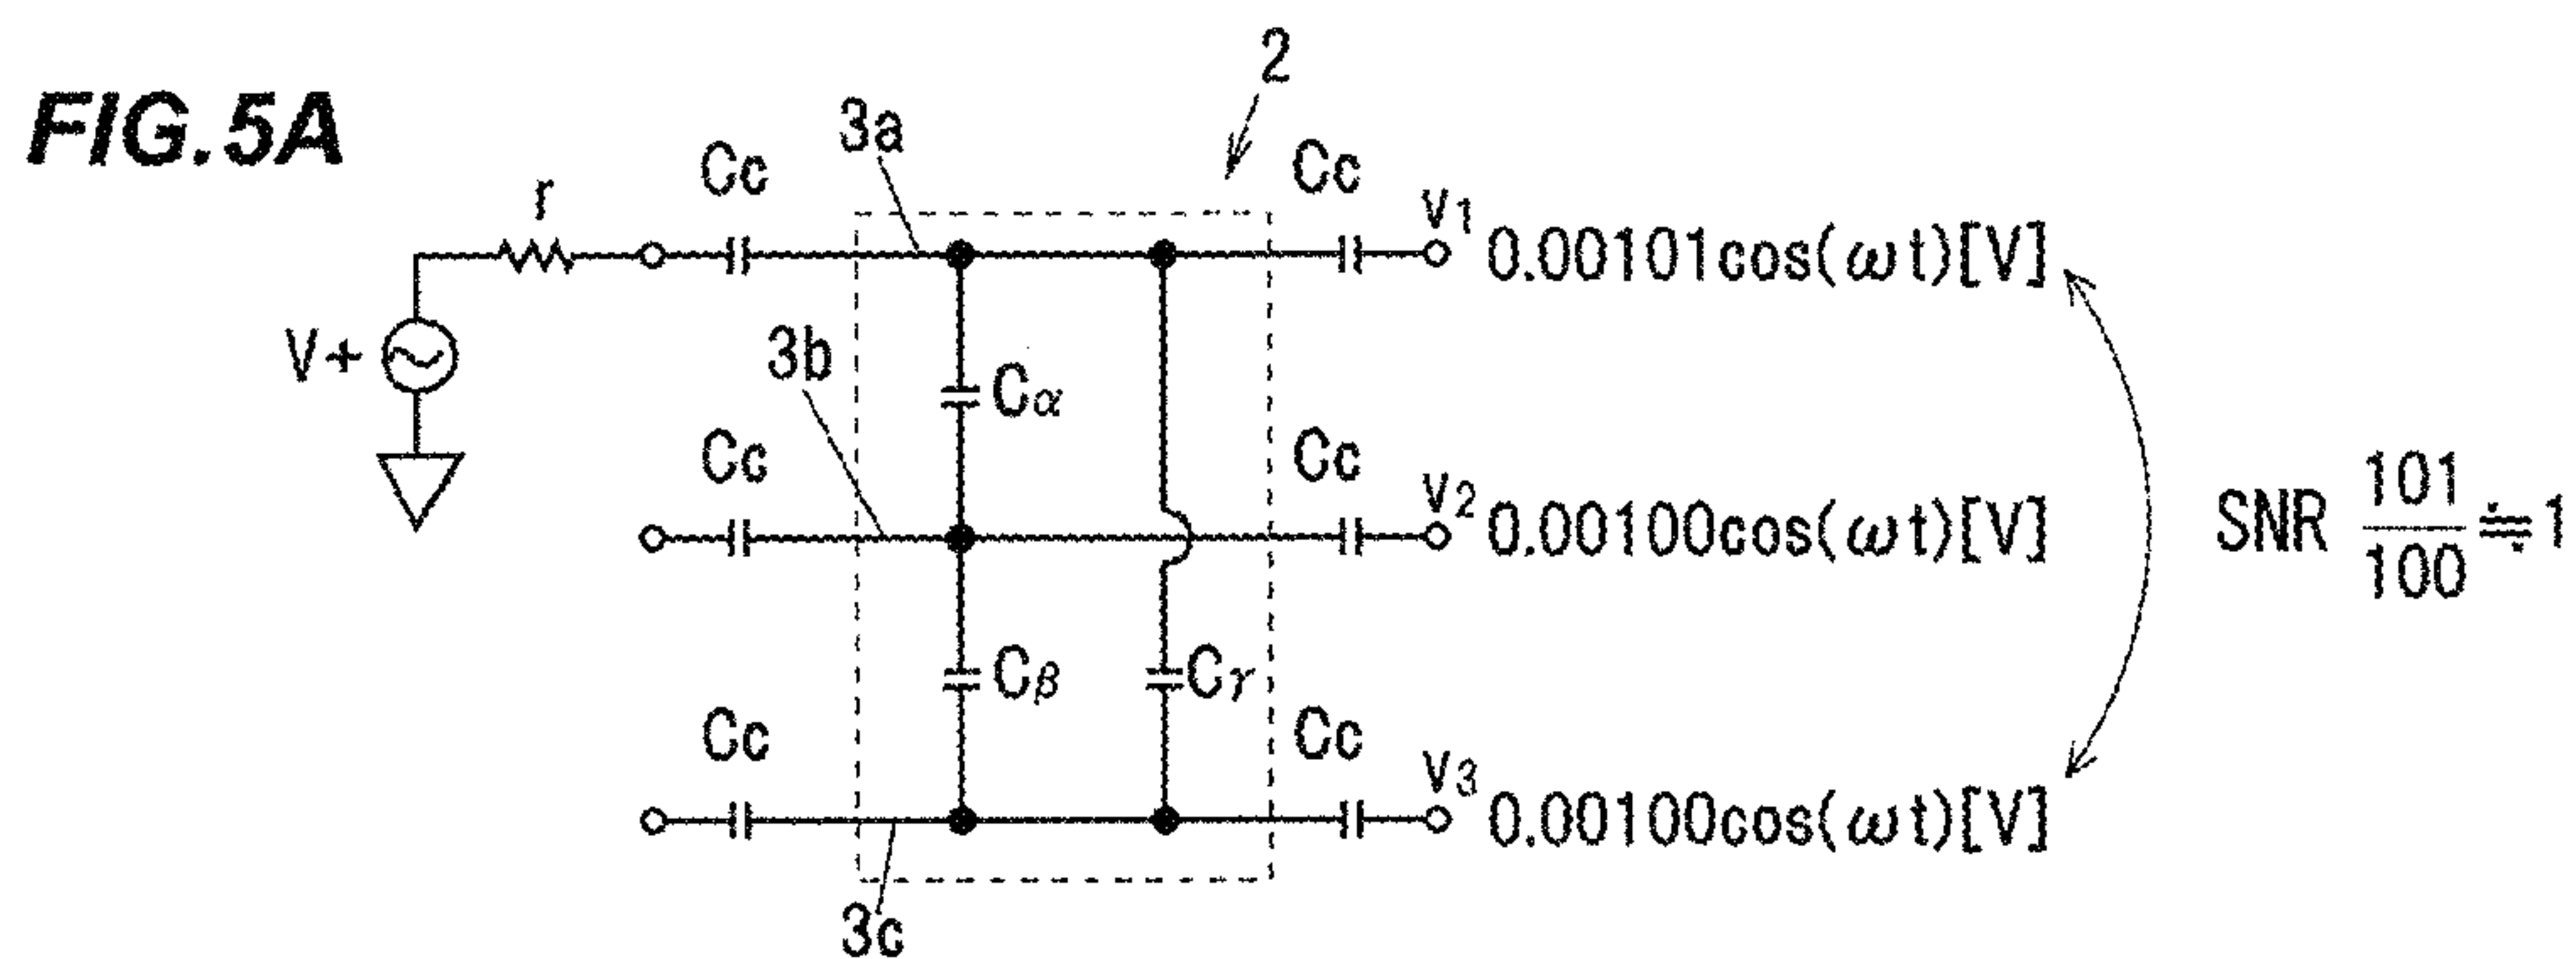 FIG.5A
2
3a
Cc
Cc
r
v1 0.00101cos(ωt)[V]
V+
3b
Cα
Cc
Cc
v2 0.00100cos(ωt)[V]
SNR 101/100≒1
Cβ
Cγ
Cc
Cc
v3 0.00100cos(ωt)[V]
3c